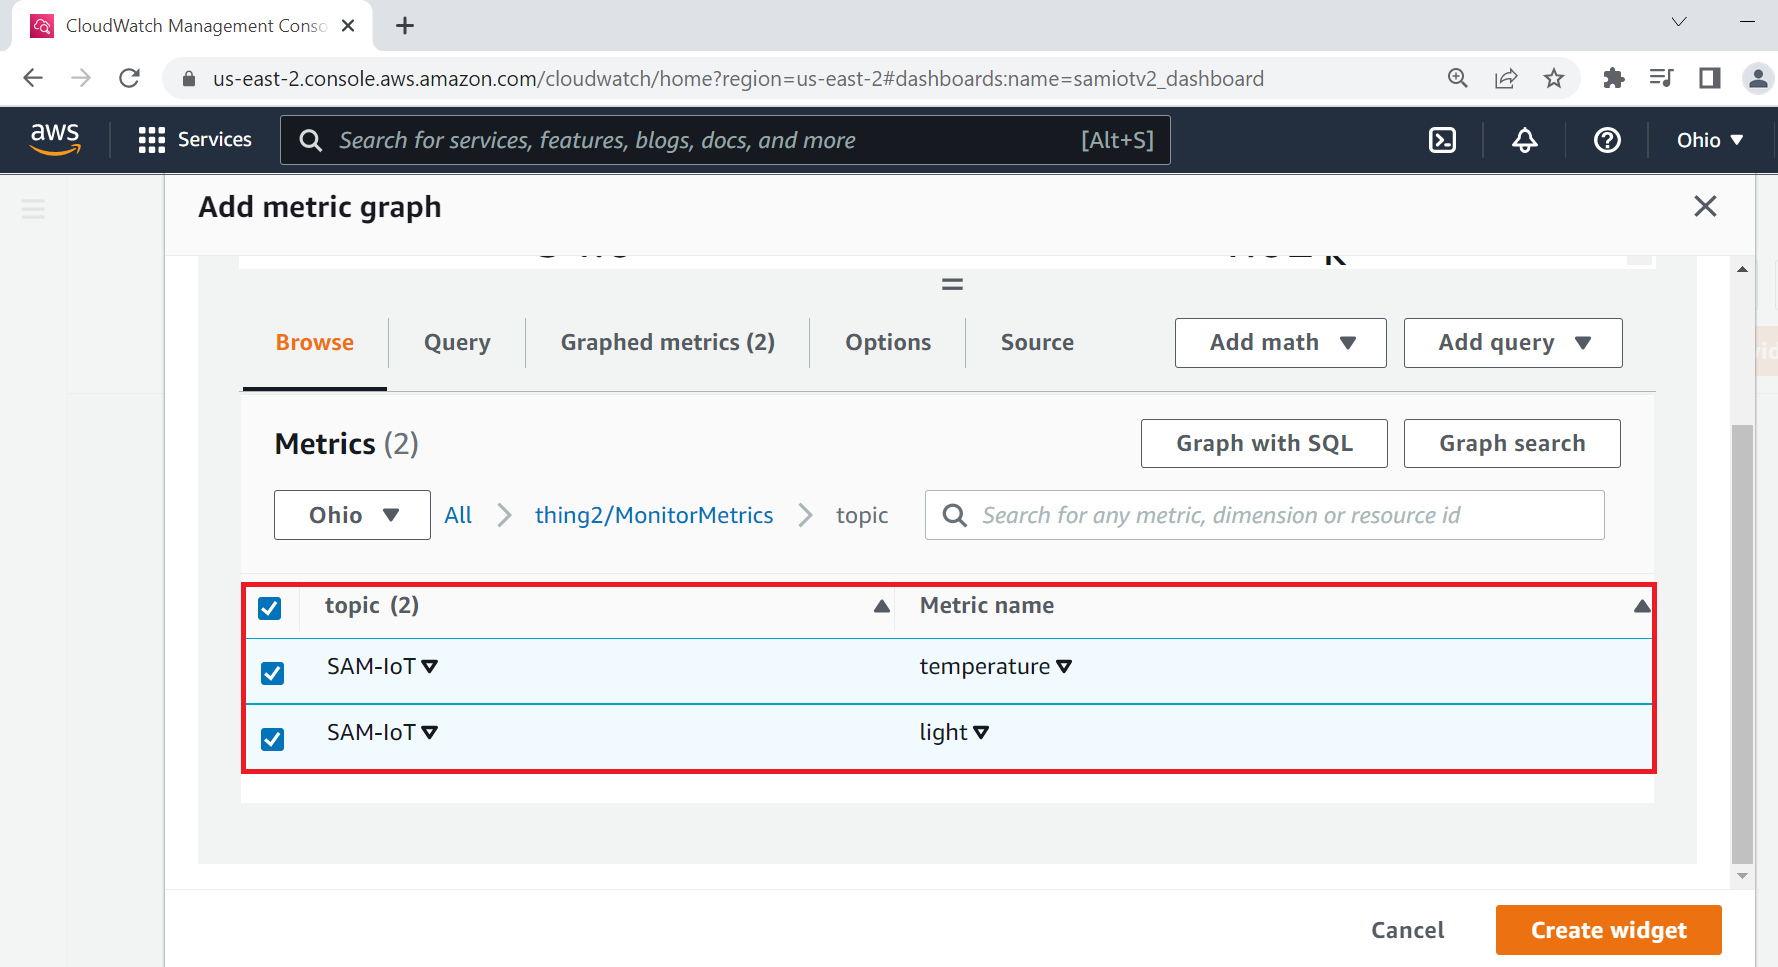 CloudWatch Management Conso
us-east-2.console.aws.amazon.com/cloudwatch/home?region=us-east-2#dashboards:name=samiotv2_dashboard
aws Services Search for services, features, blogs, docs, and more [Alt+S] Ohio
Add metric graph
Browse Query Graphed metrics (2) Options Source Add math Add query
Metrics (2) Graph with SQL Graph search
Ohio All thing2/MonitorMetrics topic Search for any metric, dimension or resource id
topic (2) Metric name
SAM-IoT temperature
SAM-IoT light
Cancel Create widget